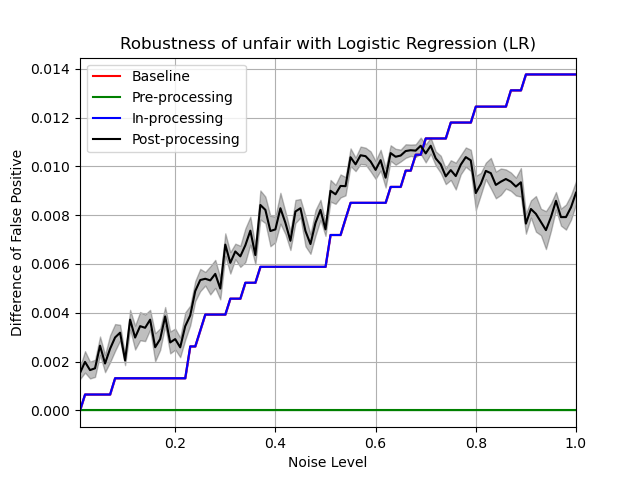 Robustness of unfair with Logistic Regression (LR)
Difference of False Positive
0.014
0.012
0.010
0.008
0.006
0.004
0.002
0.000
Baseline
Pre-processing
In-processing
Post-processing
0.2 0.4 0.6 0.8 1.0
Noise Level